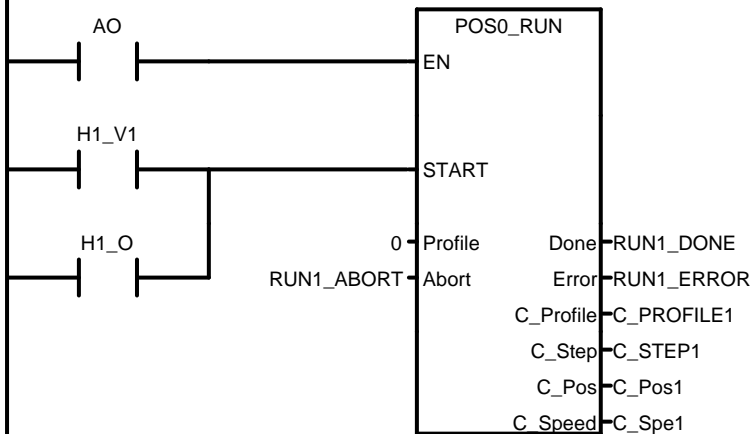 AO
POS0_RUN
EN
H1_V1
START
H1_O
0 Profile Done RUN1_DONE
RUN1_ABORT Abort Error RUN1_ERROR
C_Profile C_PROFILE1
C_Step C_STEP1
C_Pos C_Pos1
C_Speed C_Spe1